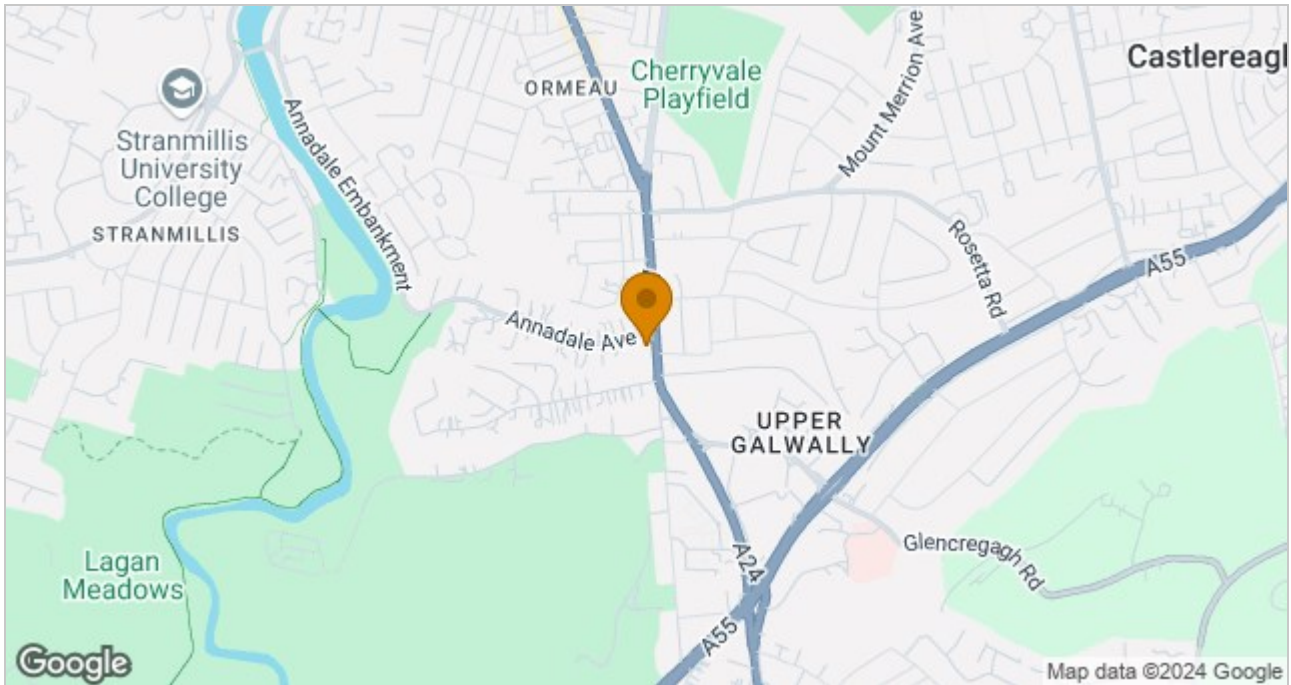 Castlereagl
Mount Merrion Ave
Cherryvale
Playfield
ORMEAU
Stranmillis
University
College
STRANMILLIS
Annadale Embankment
Rosetta Rd
A55
Annadale Ave
UPPER
GALWALLY
A24
Glencregagh Rd
Lagan
Meadows
A55
Google
Map data ©2024 Google